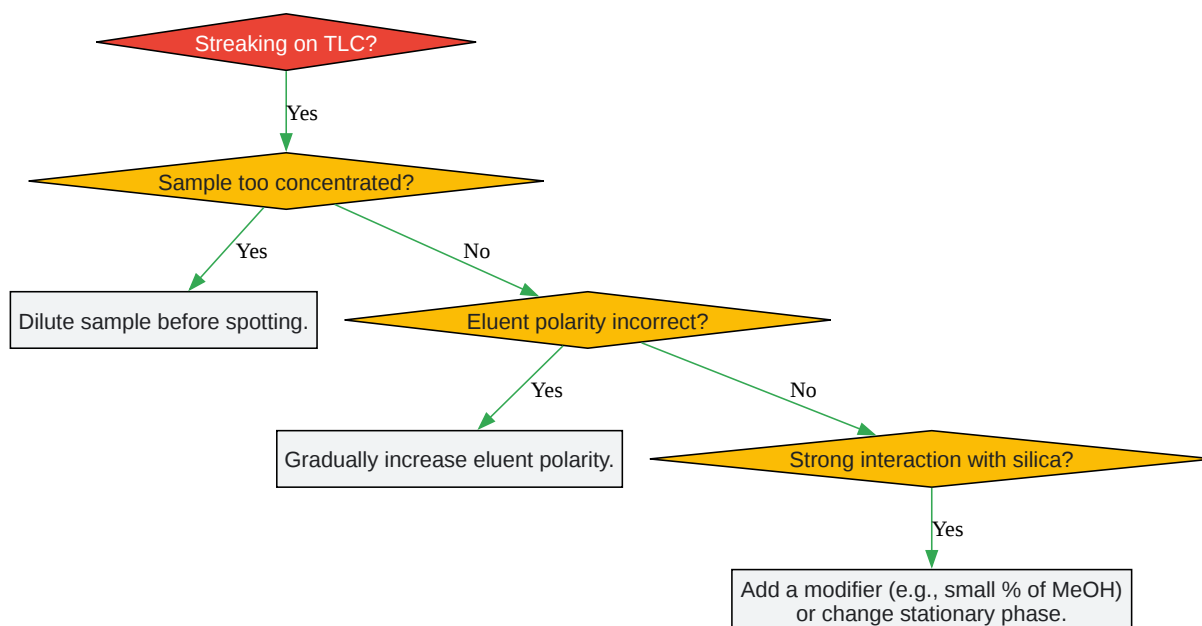 Streaking on TLC?
Yes
Sample too concentrated?
Yes
No
Dilute sample before spotting.
Eluent polarity incorrect?
Yes
No
Gradually increase eluent polarity.
Strong interaction with silica?
Yes
Add a modifier (e.g., small % of MeOH)
or change stationary phase.